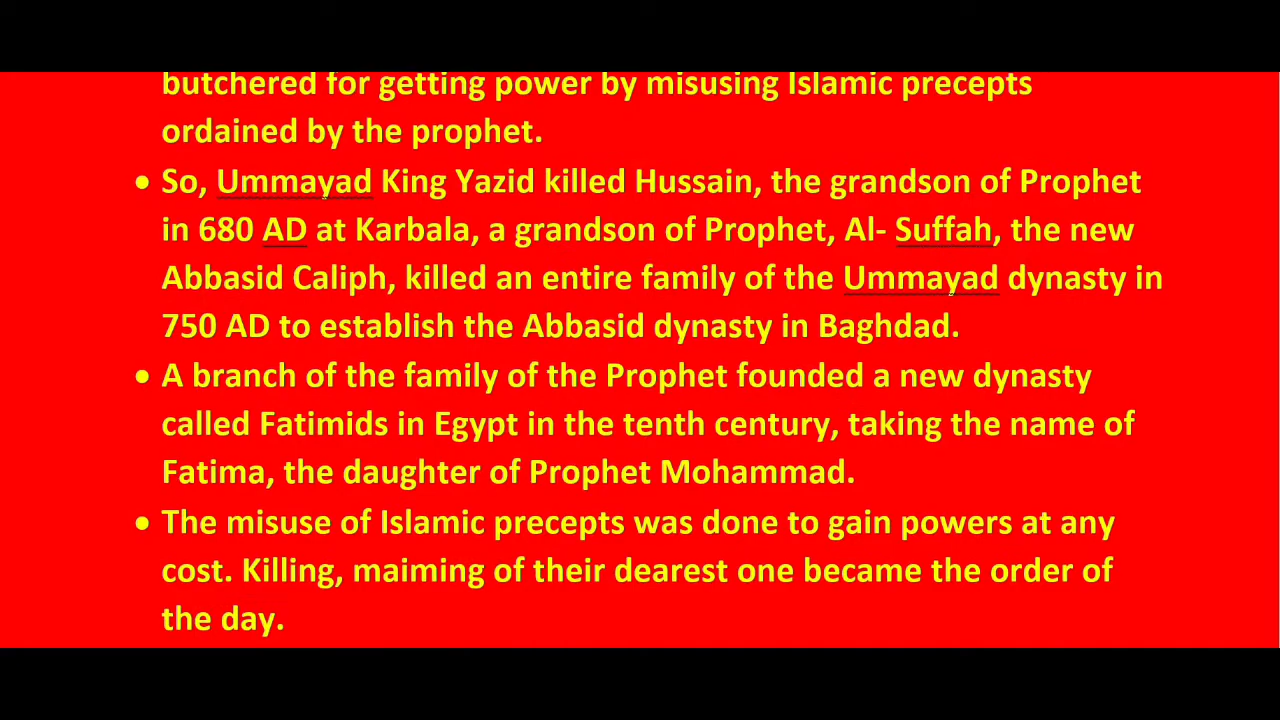 butchered for getting power by misusing Islamic precepts
ordained by the prophet.
• So, Ummayad King Yazid killed Hussain, the grandson of Prophet
in 680 AD at Karbala, a grandson of Prophet, Al- Suffah, the new
Abbasid Caliph, killed an entire family of the Ummayad dynasty in
750 AD to establish the Abbasid dynasty in Baghdad.
• A branch of the family of the Prophet founded a new dynasty
called Fatimids in Egypt in the tenth century, taking the name of
Fatima, the daughter of Prophet Mohammad.
• The misuse of Islamic precepts was done to gain powers at any
cost. Killing, maiming of their dearest one became the order of
the day.